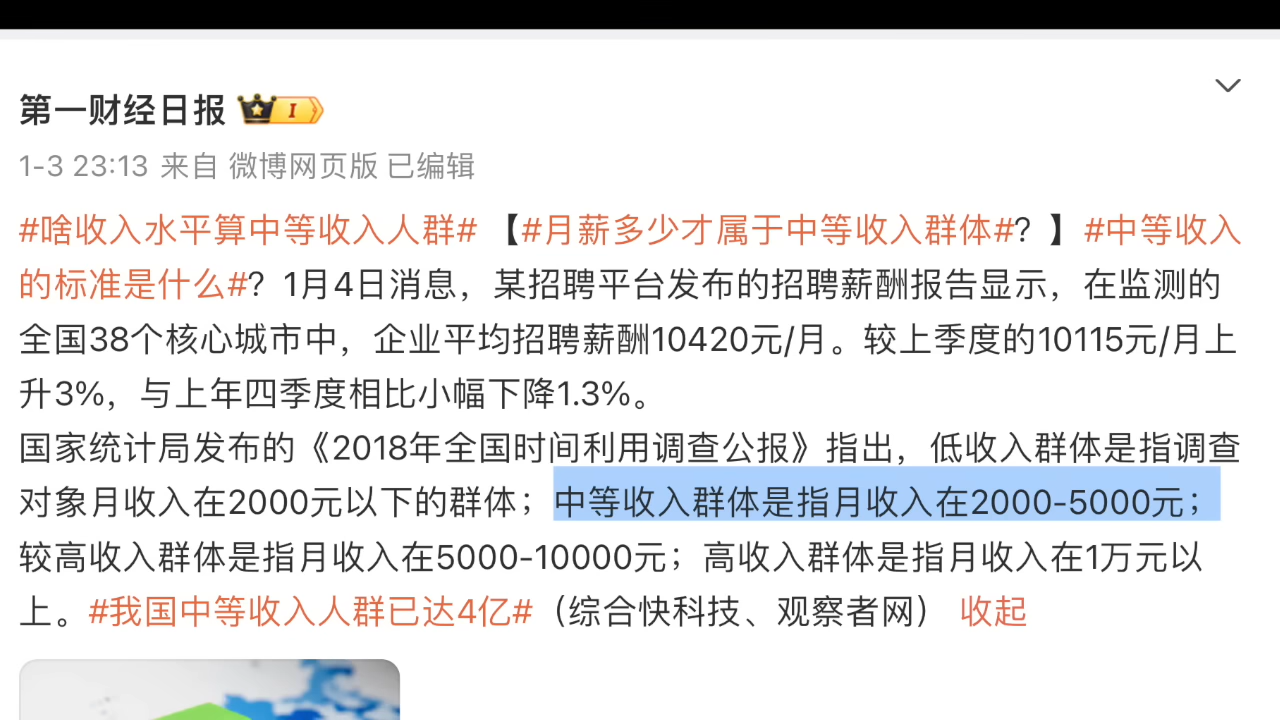 第一财经日报 I
1-3 23:13 来自 微博网页版 已编辑
#啥收入水平算中等收入人群# 【#月薪多少才属于中等收入群体#？】#中等收入
的标准是什么#？1月4日消息，某招聘平台发布的招聘薪酬报告显示，在监测的
全国38个核心城市中，企业平均招聘薪酬10420元/月。较上季度的10115元/月上
升3%，与上年四季度相比小幅下降1.3%。
国家统计局发布的《2018年全国时间利用调查公报》指出，低收入群体是指调查
对象月收入在2000元以下的群体；中等收入群体是指月收入在2000-5000元；
较高收入群体是指月收入在5000-10000元；高收入群体是指月收入在1万元以
上。#我国中等收入人群已达4亿#（综合快科技、观察者网） 收起